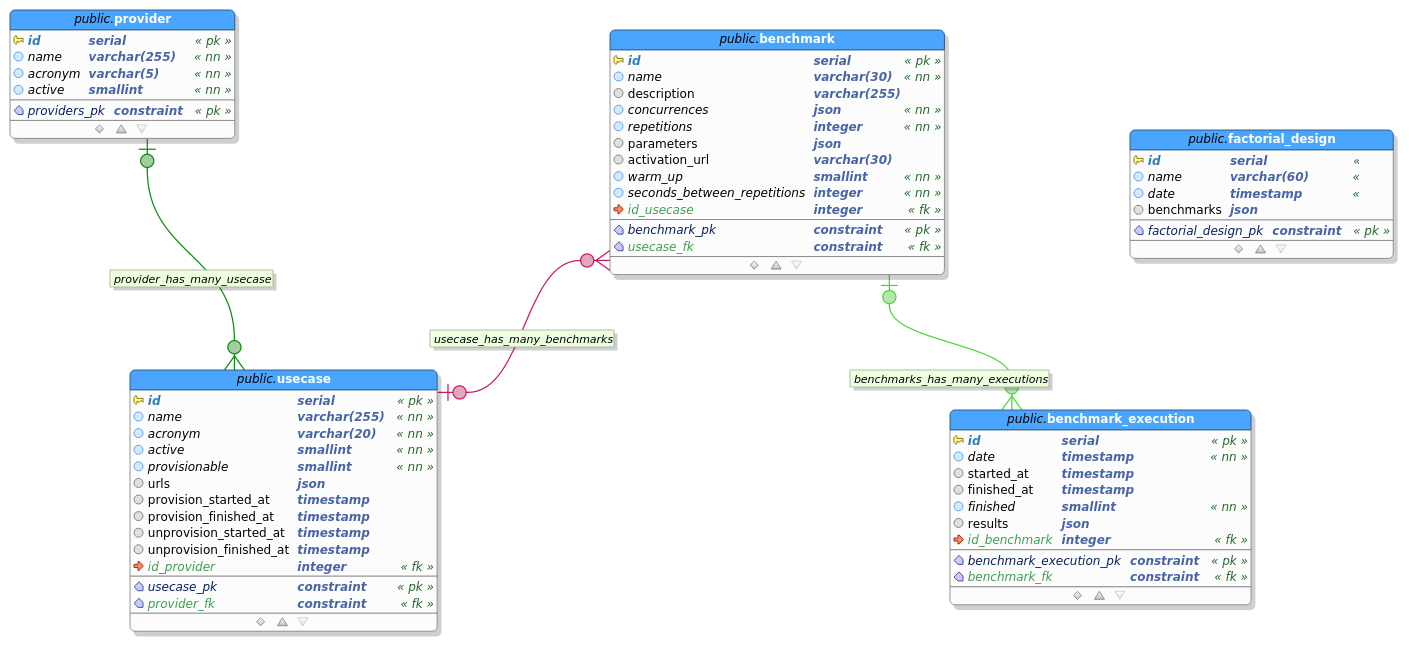 public.provider
id serial « pk »
name varchar(255) « nn »
acronym varchar(5) « nn »
active smallint « nn »
providers_pk constraint « pk »
provider_has_many_usecase
public.usecase
id serial « pk »
name varchar(255) « nn »
acronym varchar(20) « nn »
active smallint « nn »
provisionable smallint « nn »
urls json
provision_started_at timestamp
provision_finished_at timestamp
unprovision_started_at timestamp
unprovision_finished_at timestamp
id_provider integer « fk »
usecase_pk constraint « pk »
provider_fk constraint « fk »
usecase_has_many_benchmarks
public.benchmark
id serial « pk »
name varchar(30) « nn »
description varchar(255)
concurrences json « nn »
repetitions integer « nn »
parameters json
activation_url varchar(30)
warm_up smallint « nn »
seconds_between_repetitions integer « nn »
id_usecase integer « fk »
benchmark_pk constraint « pk »
usecase_fk constraint « fk »
benchmarks_has_many_executions
public.benchmark_execution
id serial « pk »
date timestamp « nn »
started_at timestamp
finished_at timestamp
finished smallint « nn »
results json
id_benchmark integer « fk »
benchmark_execution_pk constraint « pk »
benchmark_fk constraint « fk »
public.factorial_design
id serial «
name varchar(60) «
date timestamp «
benchmarks json
factorial_design_pk constraint « pk »